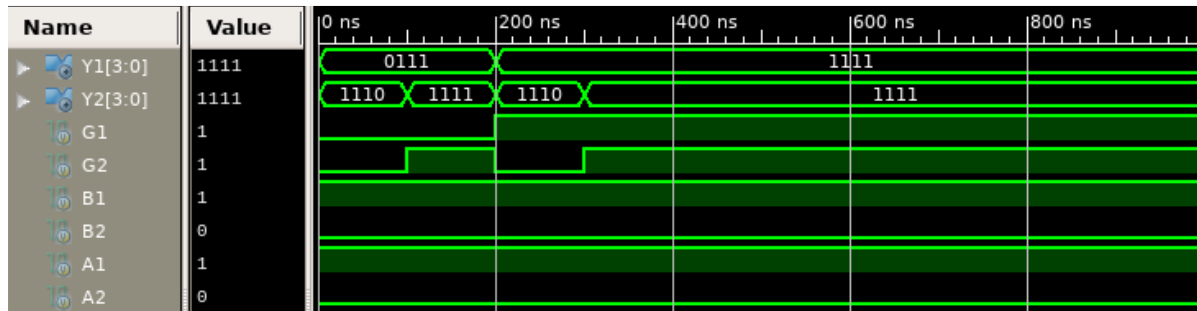 Name Value 0 ns 200 ns 400 ns 600 ns 800 ns
Y1[3:0] 1111 0111 1111
Y2[3:0] 1111 1110 1111 1110 1111
G1 1
G2 1
B1 1
B2 0
A1 1
A2 0